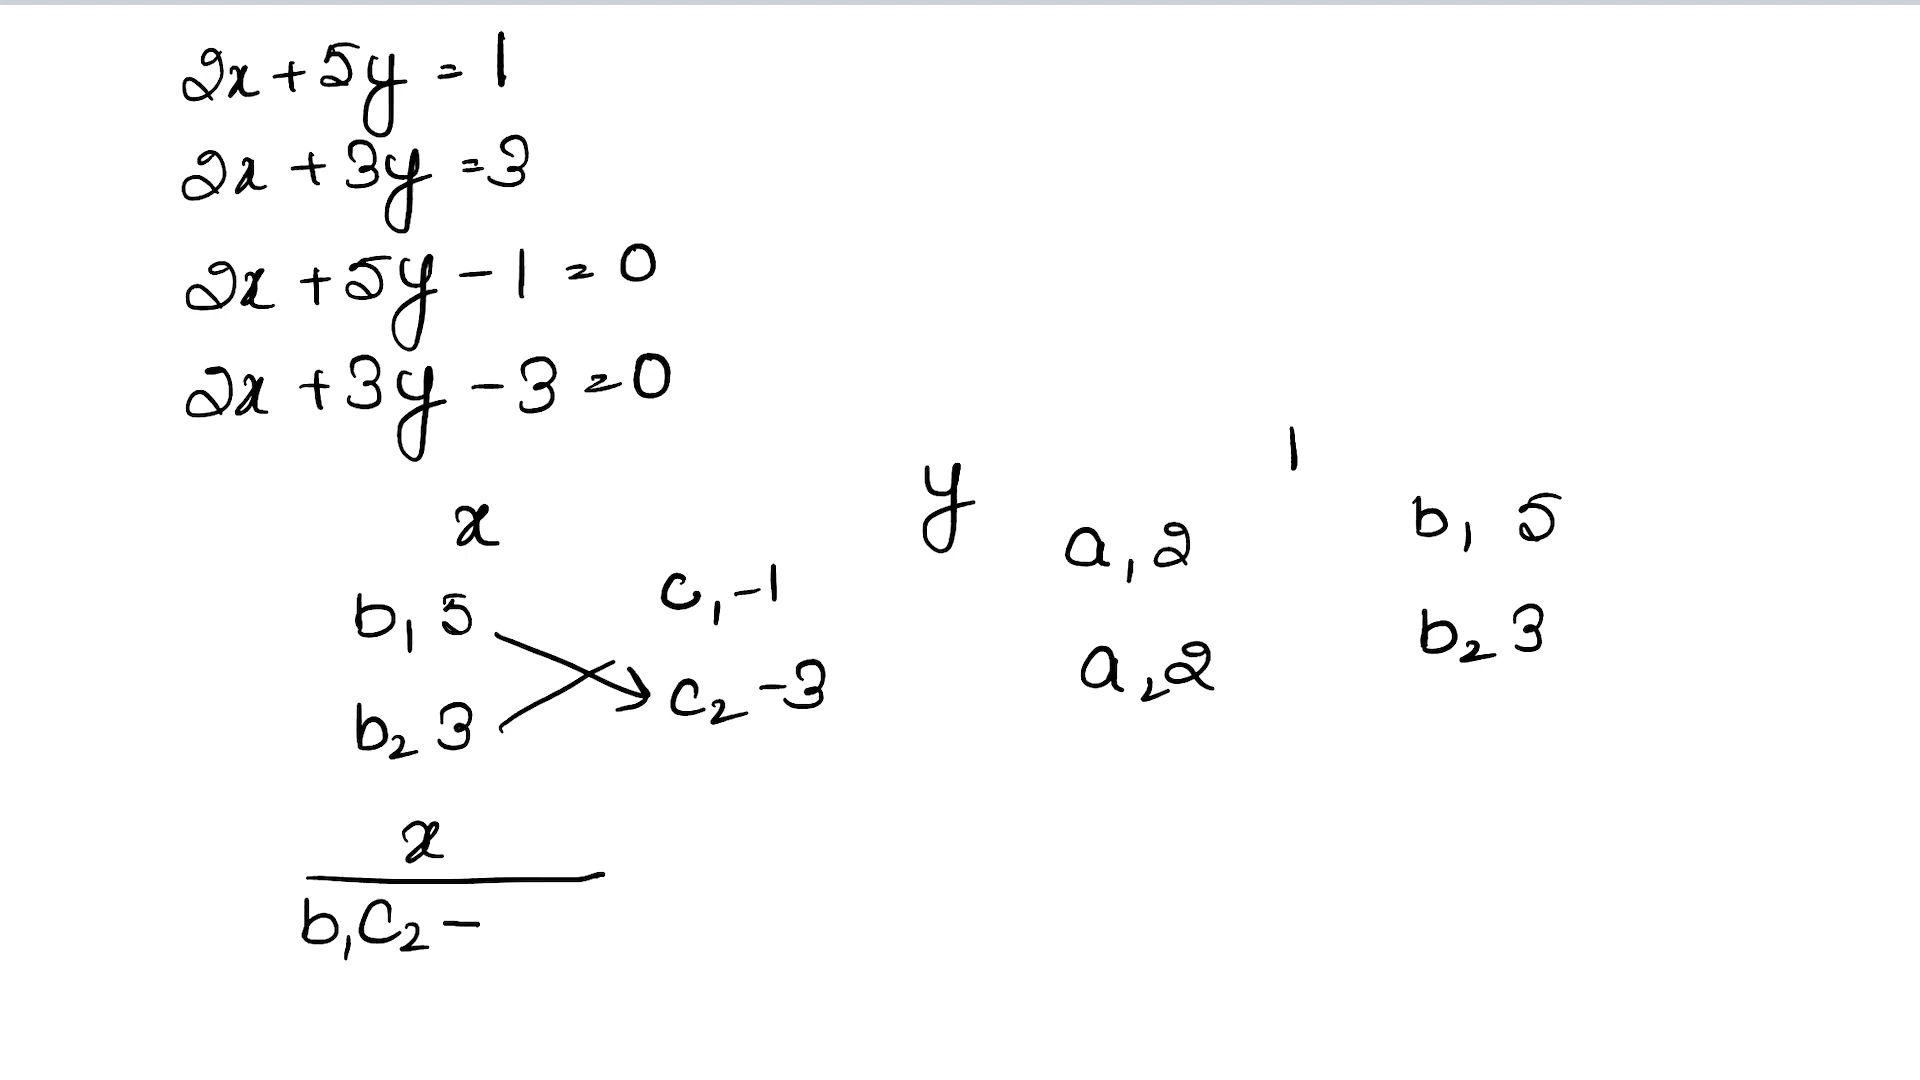 2x + 5y = 1
2x + 3y = 3
2x + 5y - 1 = 0
2x + 3y - 3 = 0
x y 1
b₁ 5 c₁ -1 a₁ 2 b₁ 5
b₂ 3 c₂ -3 a₂ 2 b₂ 3
x
b₁c₂ -